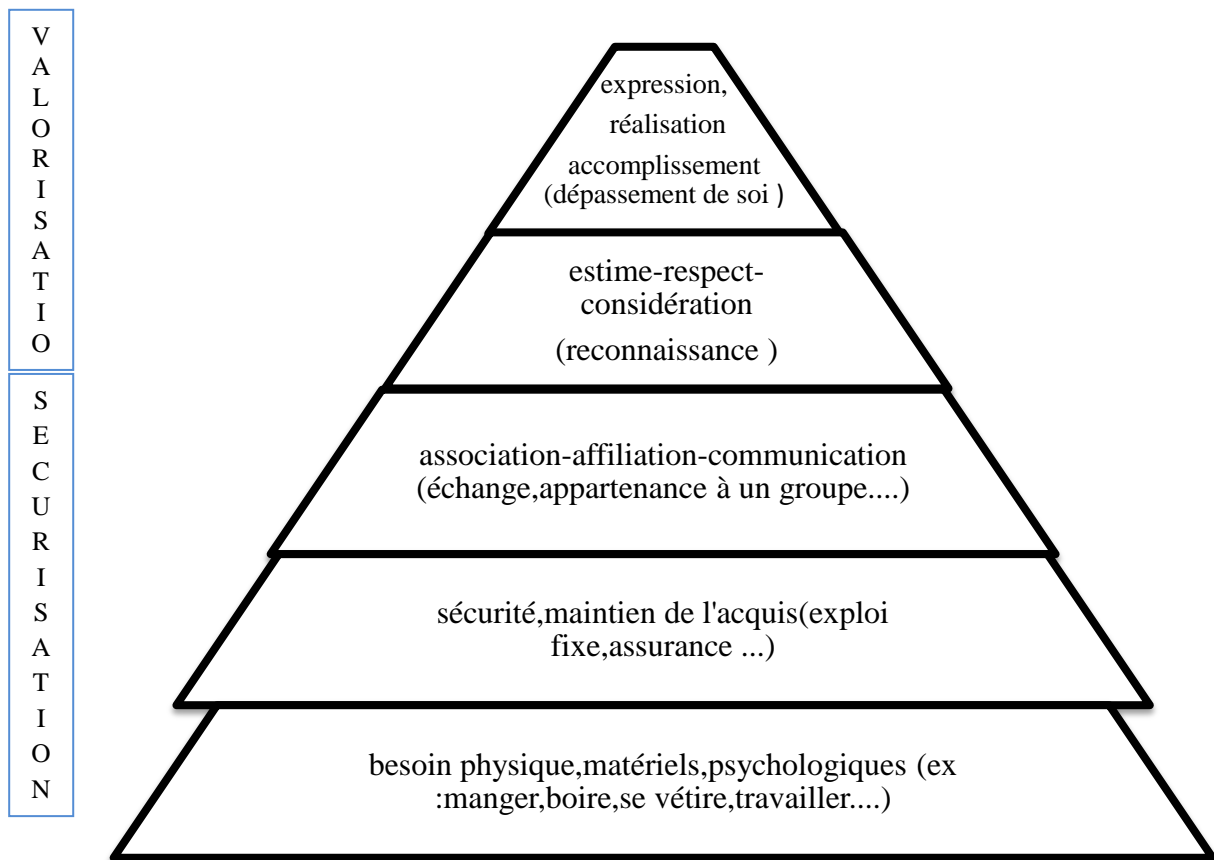 V
A
L
O
R
I
S
A
T
I
O
expression,
réalisation
accomplissement
(dépassement de soi )
estime-respect-
considération
(reconnaissance )
S
E
C
U
R
I
S
A
T
I
O
N
association-affiliation-communication
(échange,appartenance à un groupe....)
sécurité,maintien de l'acquis(exploi
fixe,assurance ...)
besoin physique,matériels,psychologiques (ex
:manger,boire,se vétire,travailler....)